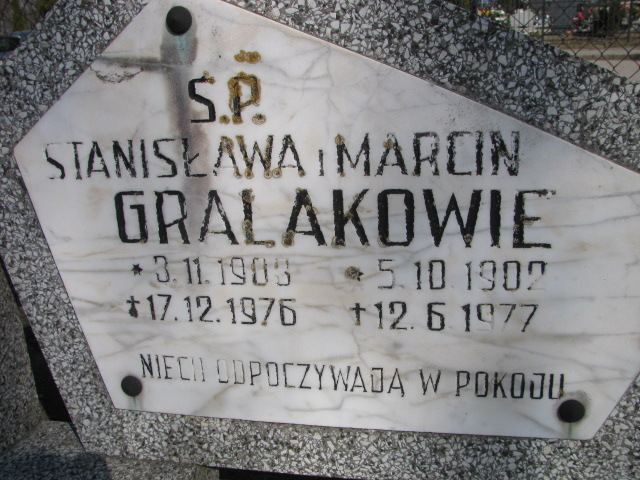 Ś.P.
STANISŁAWA i MARCIN
GRALAKOWIE
* 3.11.1903 * 5.10.1902
†17.12.1976 †12.6.1977
NIECH ODPOCZYWAJĄ W POKOJU